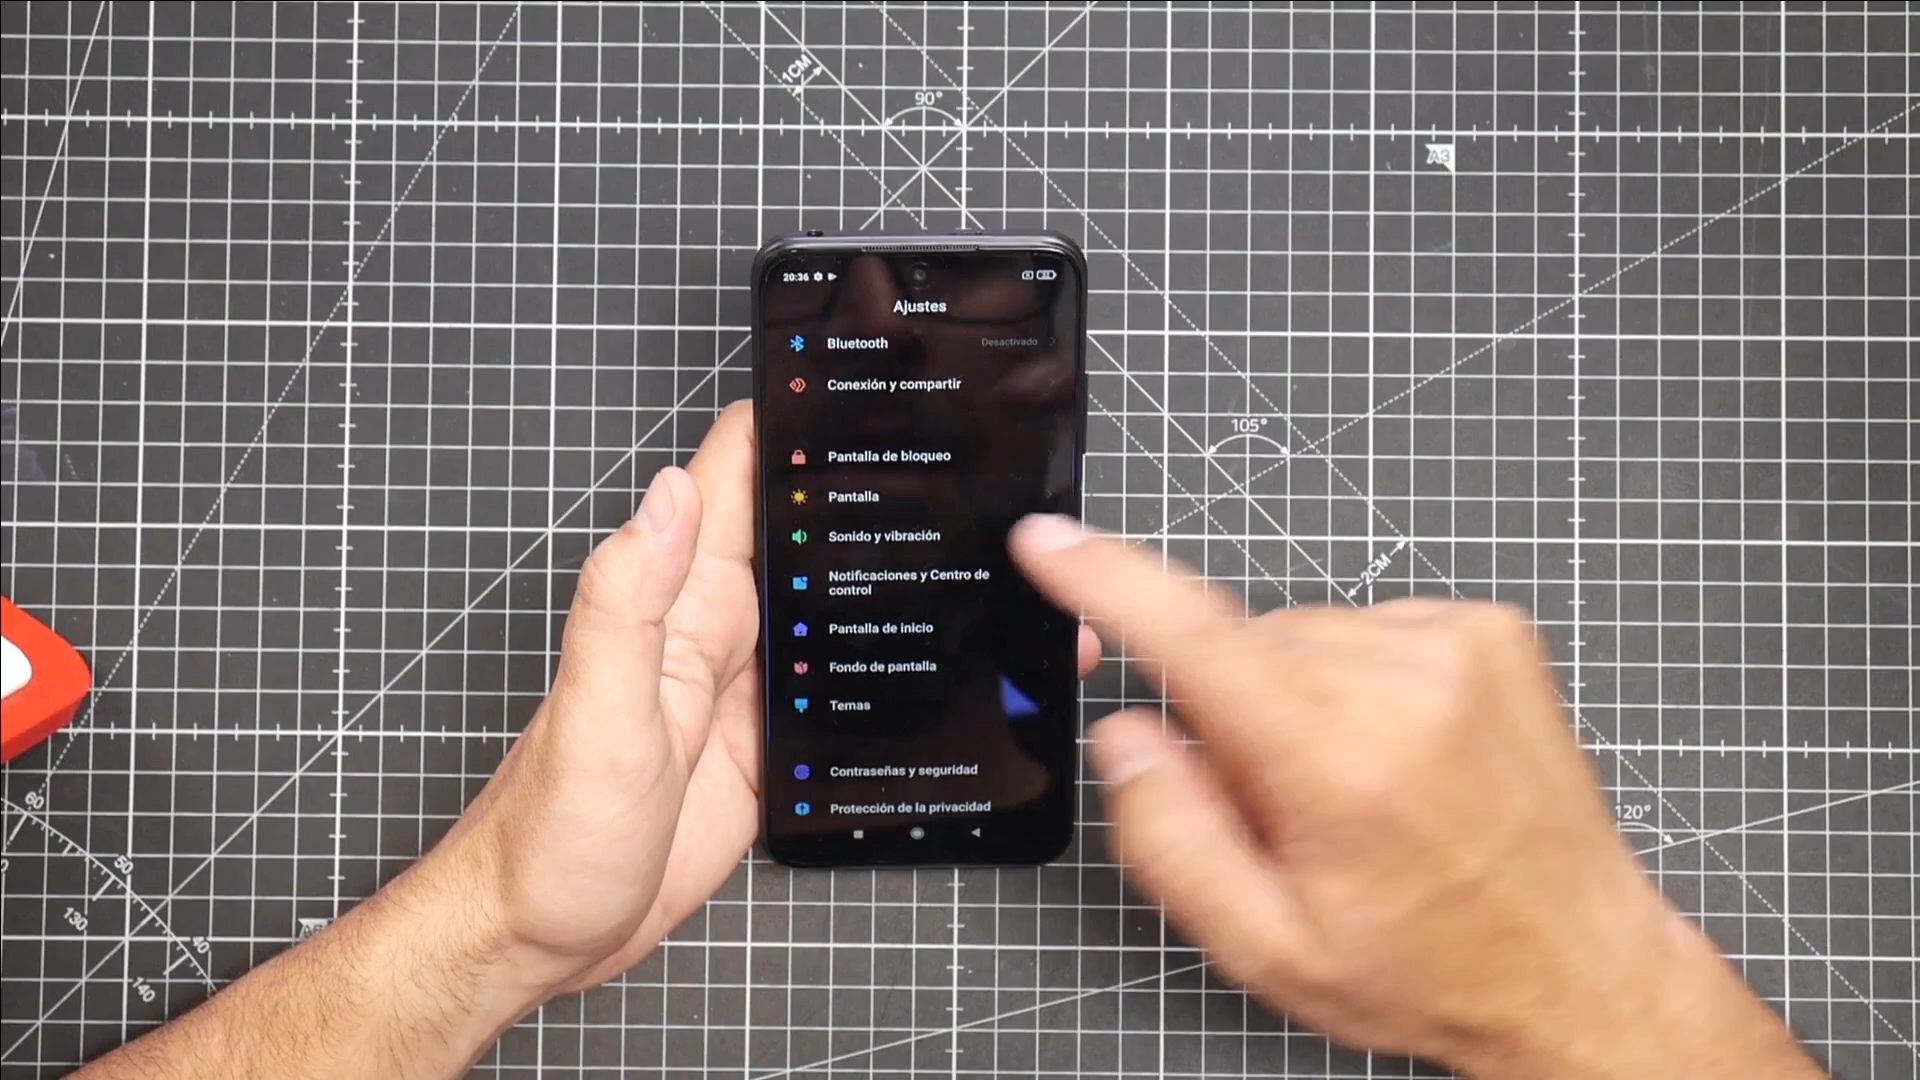 1CM
90°
A3
20:36
Ajustes
Bluetooth Desactivado
Conexión y compartir
105°
Pantalla de bloqueo
Pantalla
Sonido y vibración
Notificaciones y Centro de
control
2CM
Pantalla de inicio
Fondo de pantalla
Temas
Contraseñas y seguridad
Protección de la privacidad
120°
60
50
130
40
140